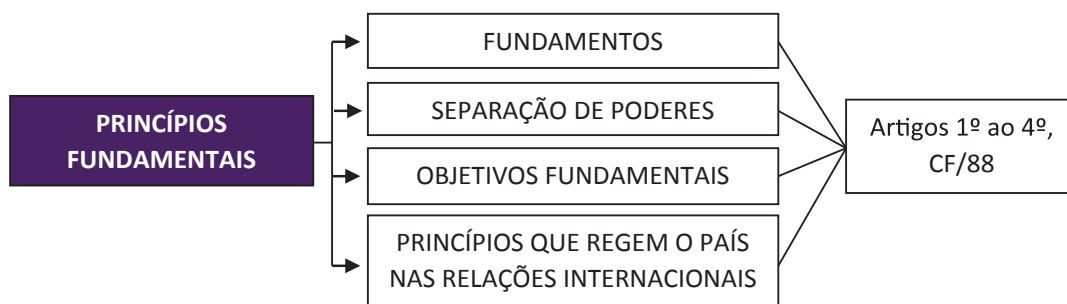 PRINCÍPIOS
FUNDAMENTAIS
FUNDAMENTOS
SEPARAÇÃO DE PODERES
OBJETIVOS FUNDAMENTAIS
PRINCÍPIOS QUE REGEM O PAÍS
NAS RELAÇÕES INTERNACIONAIS
Artigos 1º ao 4º,
CF/88